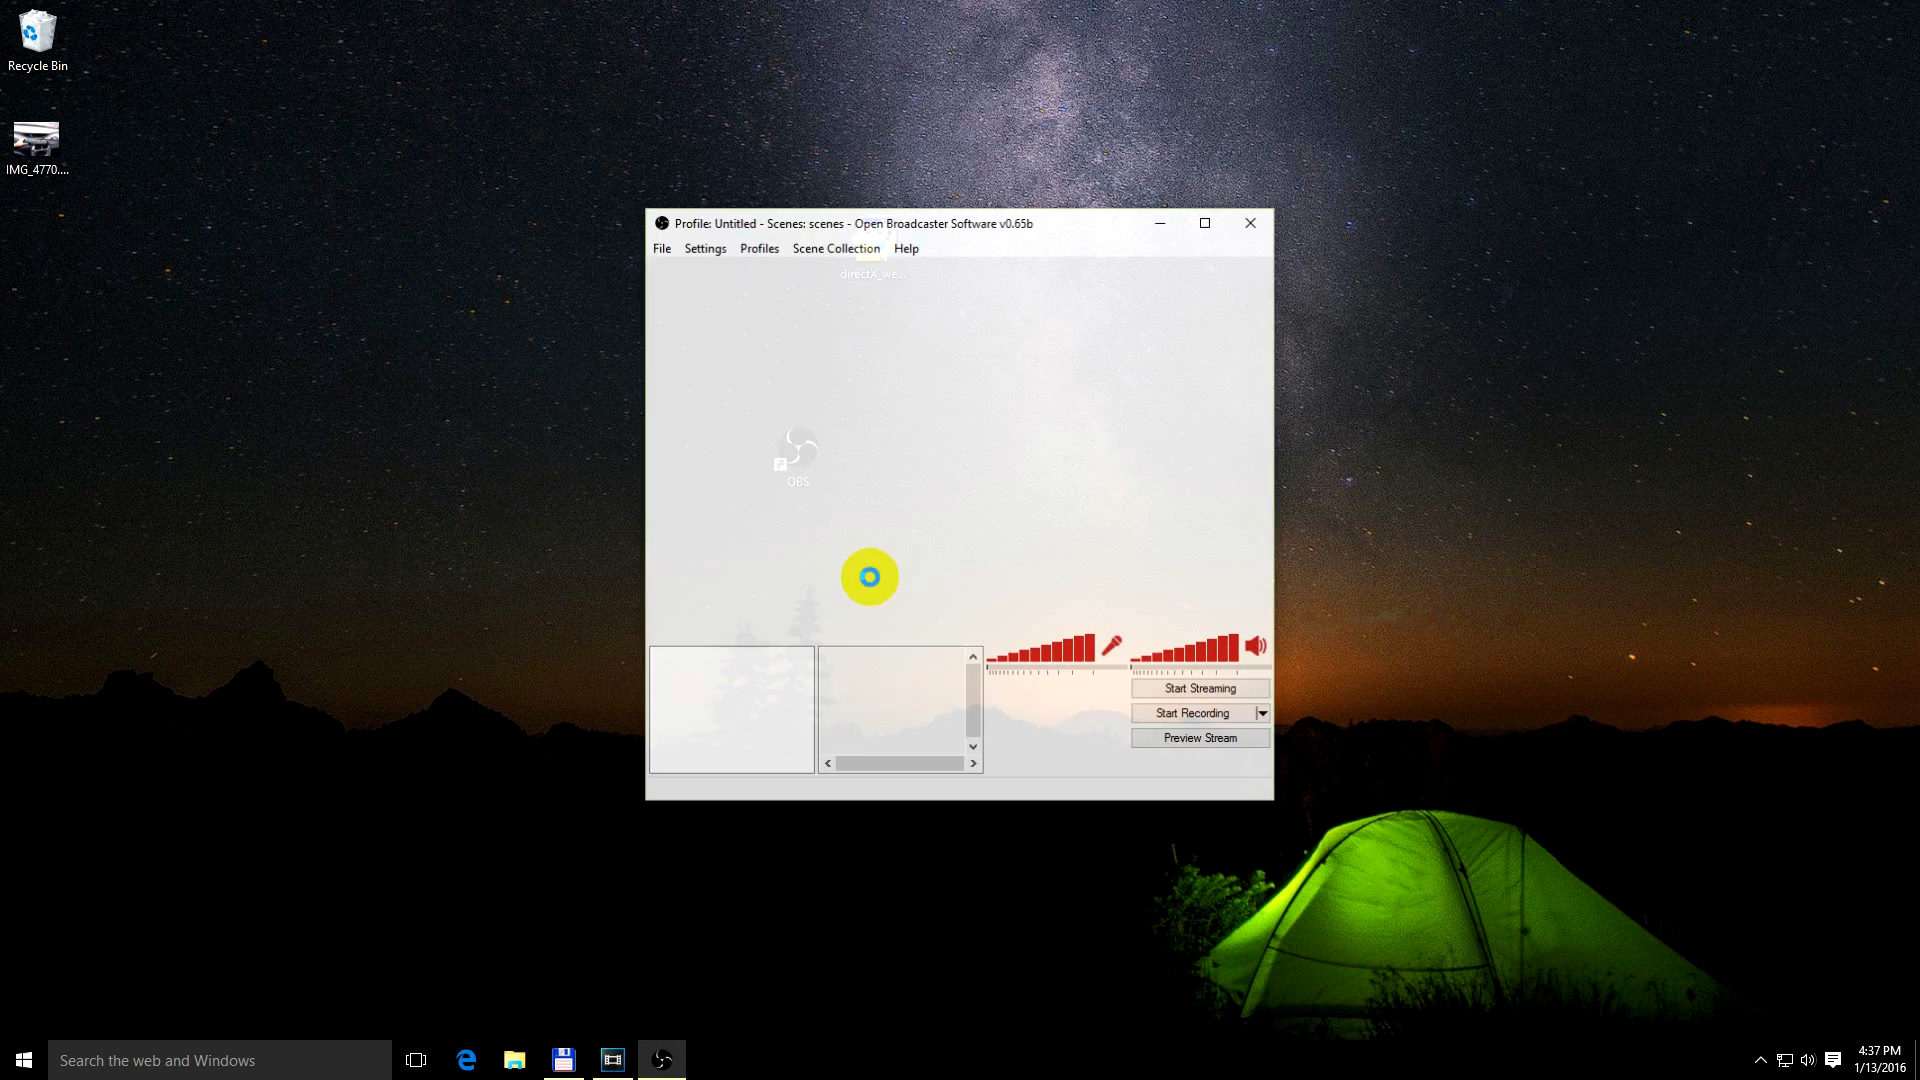 Recycle Bin
IMG_4770....
Profile: Untitled - Scenes: scenes - Open Broadcaster Software v0.65b
File Settings Profiles Scene Collection Help
directX_we...
OBS
Start Streaming
Start Recording
Preview Stream
Search the web and Windows
4:37 PM
1/13/2016